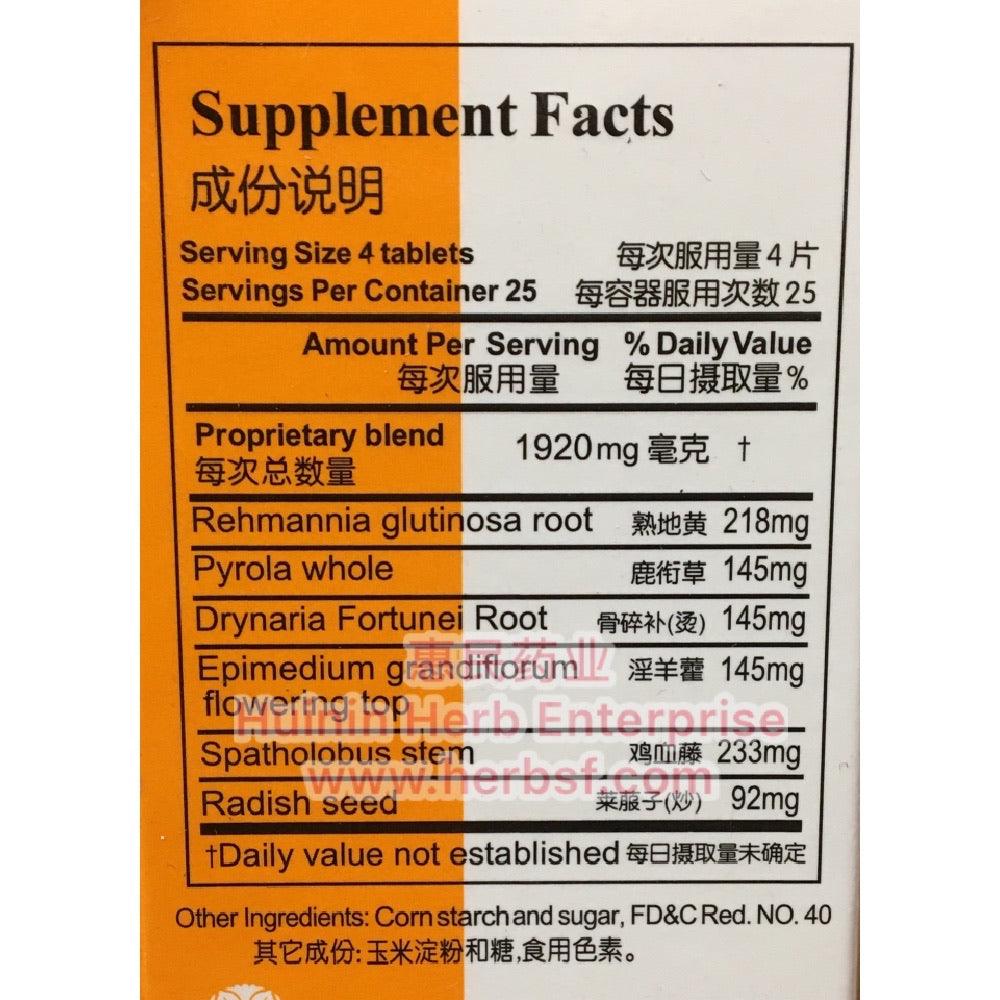 Supplement Facts
成份说明
Serving Size 4 tablets 每次服用量4片
Servings Per Container 25 每容器服用次数25
Amount Per Serving % Daily Value
每次服用量 每日摄取量%
Proprietary blend 1920mg 毫克 †
每次总数量
Rehmannia glutinosa root 熟地黄 218mg
Pyrola whole 鹿衔草 145mg
Drynaria Fortunei Root 骨碎补(烫) 145mg
惠民药业
Epimedium grandiflorum 淫羊藿 145mg
flowering top
Huimin Herb Enterprise
Spatholobus stem 鸡血藤 233mg
www.herbsf.com
Radish seed 莱菔子(炒) 92mg
†Daily value not established 每日摄取量未确定
Other Ingredients: Corn starch and sugar, FD&C Red. NO. 40
其它成份:玉米淀粉和糖,食用色素。